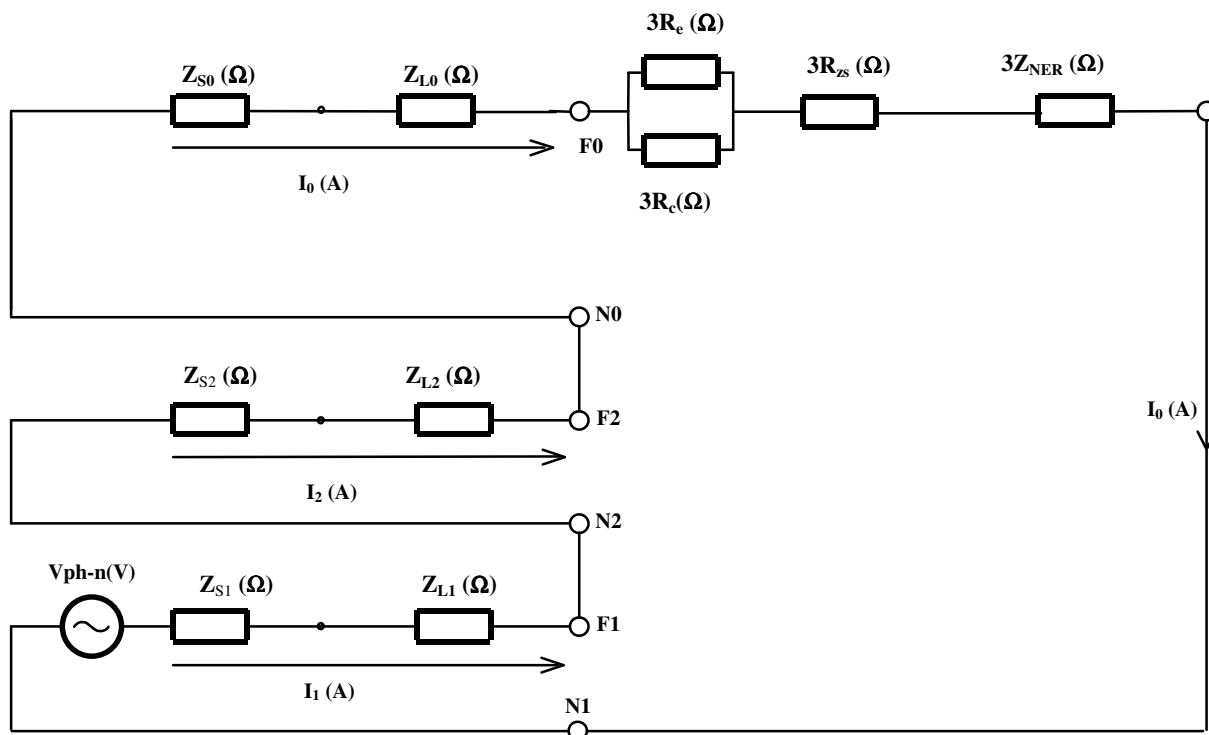 3Rₑ (Ω)
Z_S0 (Ω)
Z_L0 (Ω)
3R_zs (Ω)
3Z_NER (Ω)
F0
I₀ (A)
3R_c(Ω)
N0
Z_S2 (Ω)
Z_L2 (Ω)
F2
I₀ (A)
I₂ (A)
N2
Vph-n(V)
Z_S1 (Ω)
Z_L1 (Ω)
F1
I₁ (A)
N1